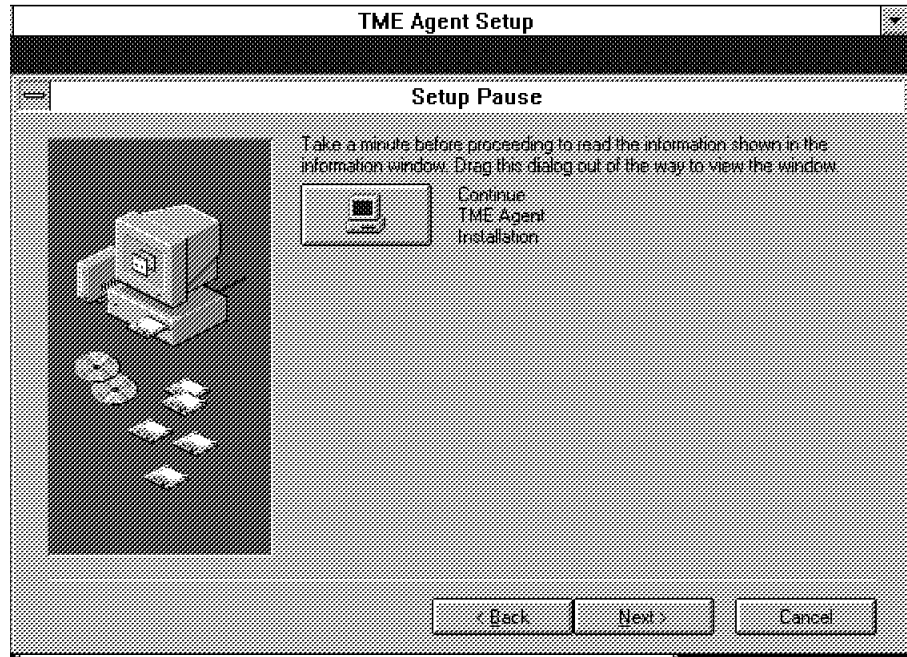 TME Agent Setup
Setup Pause
Take a minute before proceeding to read the information shown in the
information window. Drag this dialog out of the way to view the window.
Continue
TME Agent
Installation
< Back
Next >
Cancel